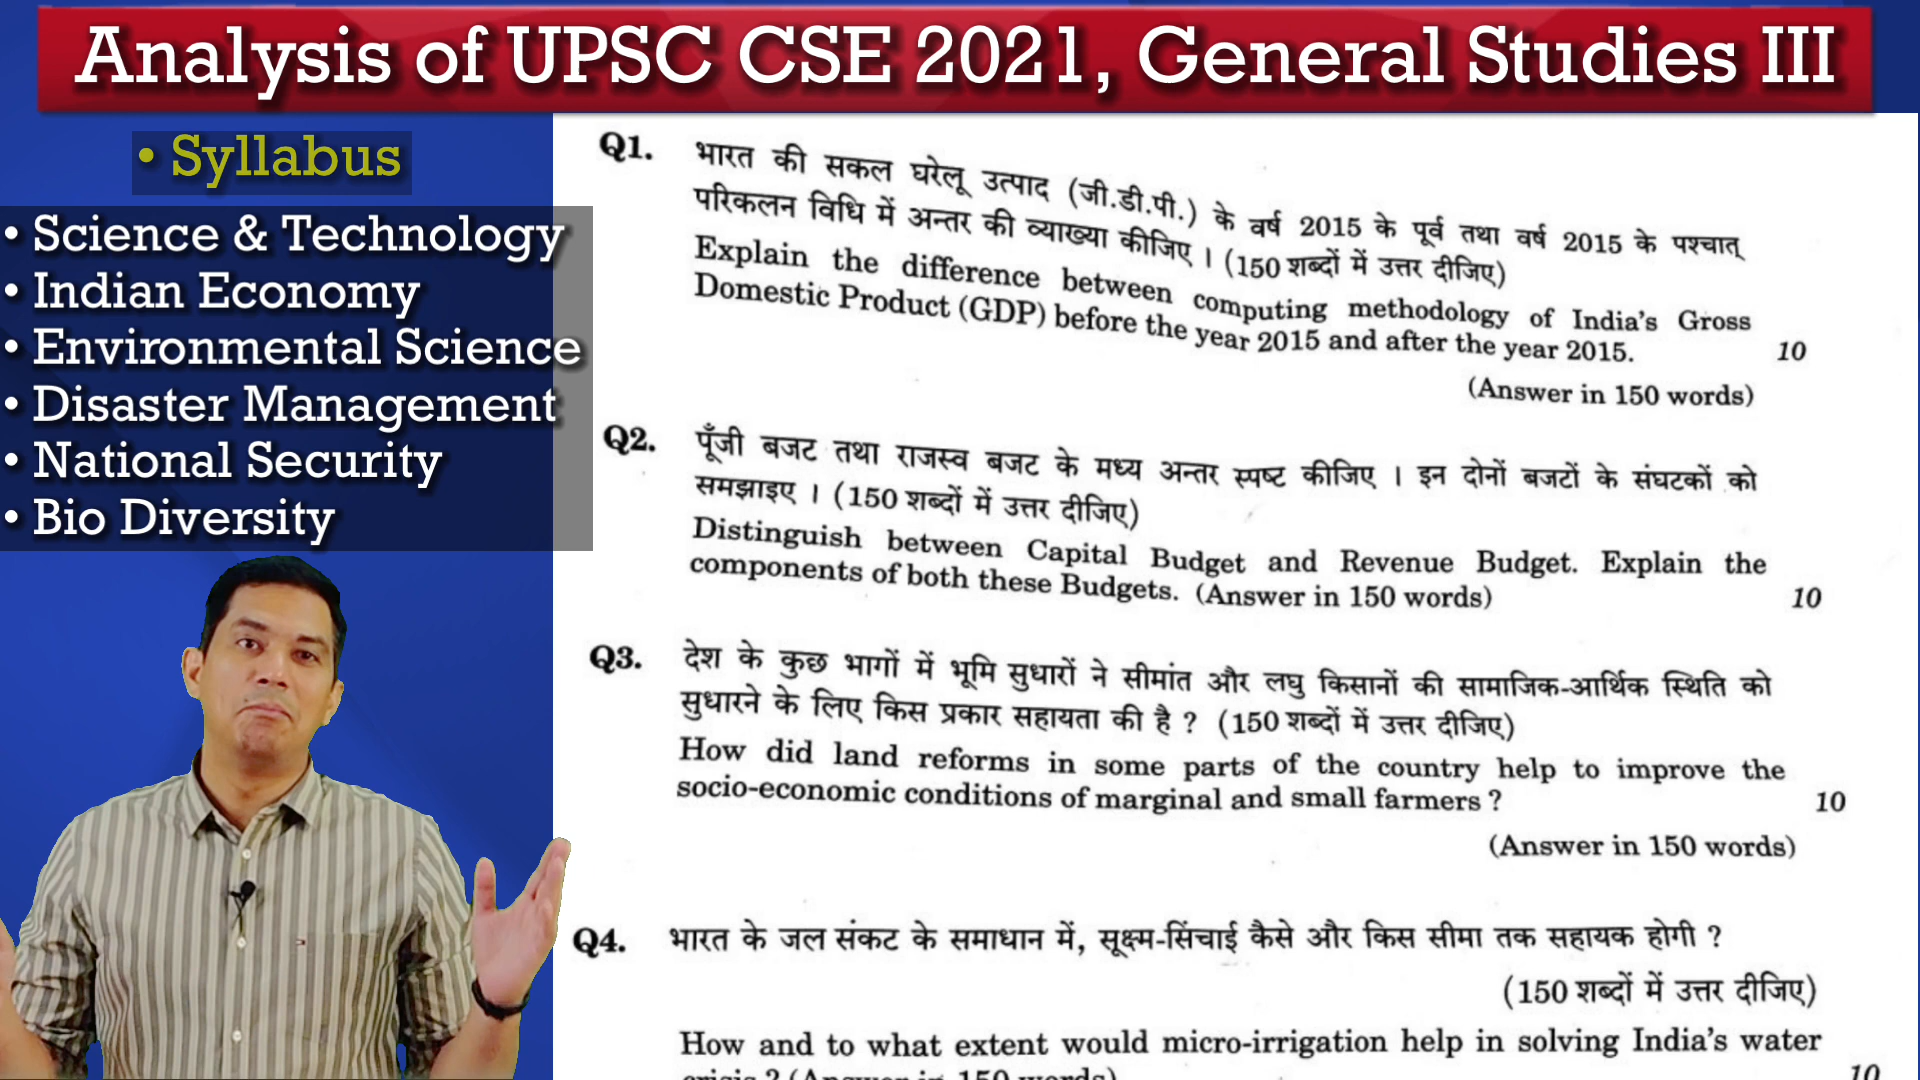 Analysis of UPSC CSE 2021, General Studies III
• Syllabus
• Science & Technology
• Indian Economy
• Environmental Science
• Disaster Management
• National Security
• Bio Diversity
Q1. भारत की सकल घरेलू उत्पाद (जी.डी.पी.) के वर्ष 2015 के पूर्व तथा वर्ष 2015 के पश्चात्
परिकलन विधि में अन्तर की व्याख्या कीजिए । (150 शब्दों में उत्तर दीजिए)
Explain the difference between computing methodology of India's Gross
Domestic Product (GDP) before the year 2015 and after the year 2015. 10
(Answer in 150 words)
Q2. पूँजी बजट तथा राजस्व बजट के मध्य अन्तर स्पष्ट कीजिए । इन दोनों बजटों के संघटकों को
समझाइए । (150 शब्दों में उत्तर दीजिए)
Distinguish between Capital Budget and Revenue Budget. Explain the
components of both these Budgets. (Answer in 150 words) 10
Q3. देश के कुछ भागों में भूमि सुधारों ने सीमांत और लघु किसानों की सामाजिक-आर्थिक स्थिति को
सुधारने के लिए किस प्रकार सहायता की है ? (150 शब्दों में उत्तर दीजिए)
How did land reforms in some parts of the country help to improve the
socio-economic conditions of marginal and small farmers ? 10
(Answer in 150 words)
Q4. भारत के जल संकट के समाधान में, सूक्ष्म-सिंचाई कैसे और किस सीमा तक सहायक होगी ?
(150 शब्दों में उत्तर दीजिए)
How and to what extent would micro-irrigation help in solving India's water
crisis ? (Answer in 150 words) 10